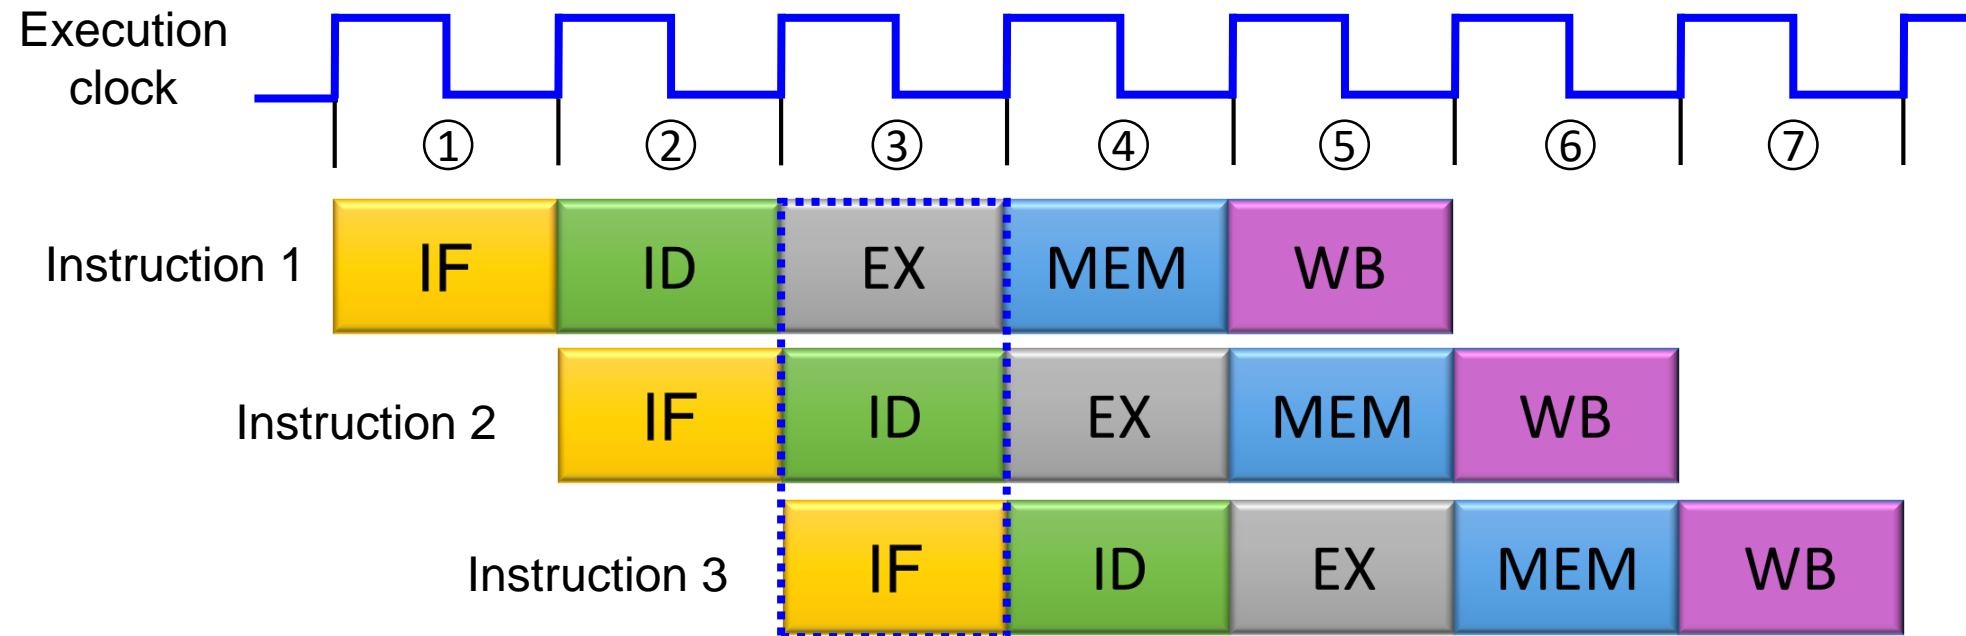 Execution
clock
① ② ③ ④ ⑤ ⑥ ⑦
Instruction 1 IF ID EX MEM WB
Instruction 2 IF ID EX MEM WB
Instruction 3 IF ID EX MEM WB